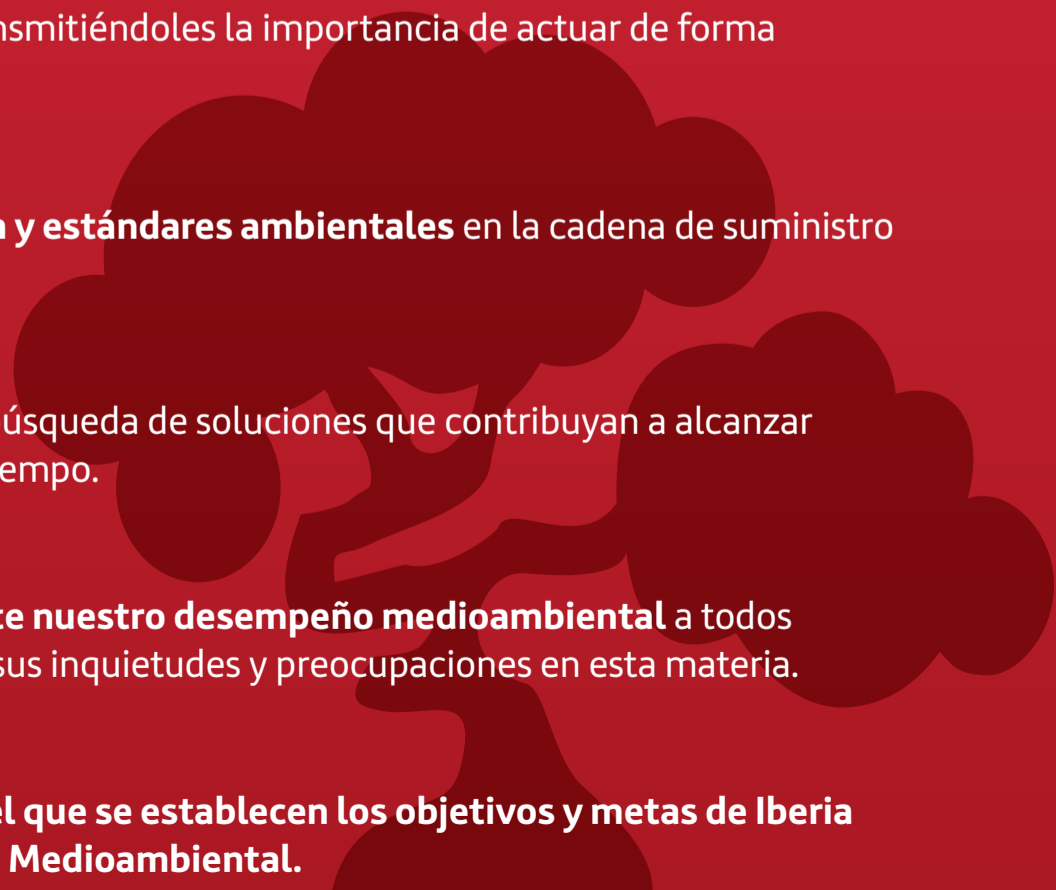 nsmitiéndoles la importancia de actuar de forma
y estándares ambientales en la cadena de suministro
úsqueda de soluciones que contribuyan a alcanzar
empo.
te nuestro desempeño medioambiental a todos
sus inquietudes y preocupaciones en esta materia.
el que se establecen los objetivos y metas de Iberia
Medioambiental.